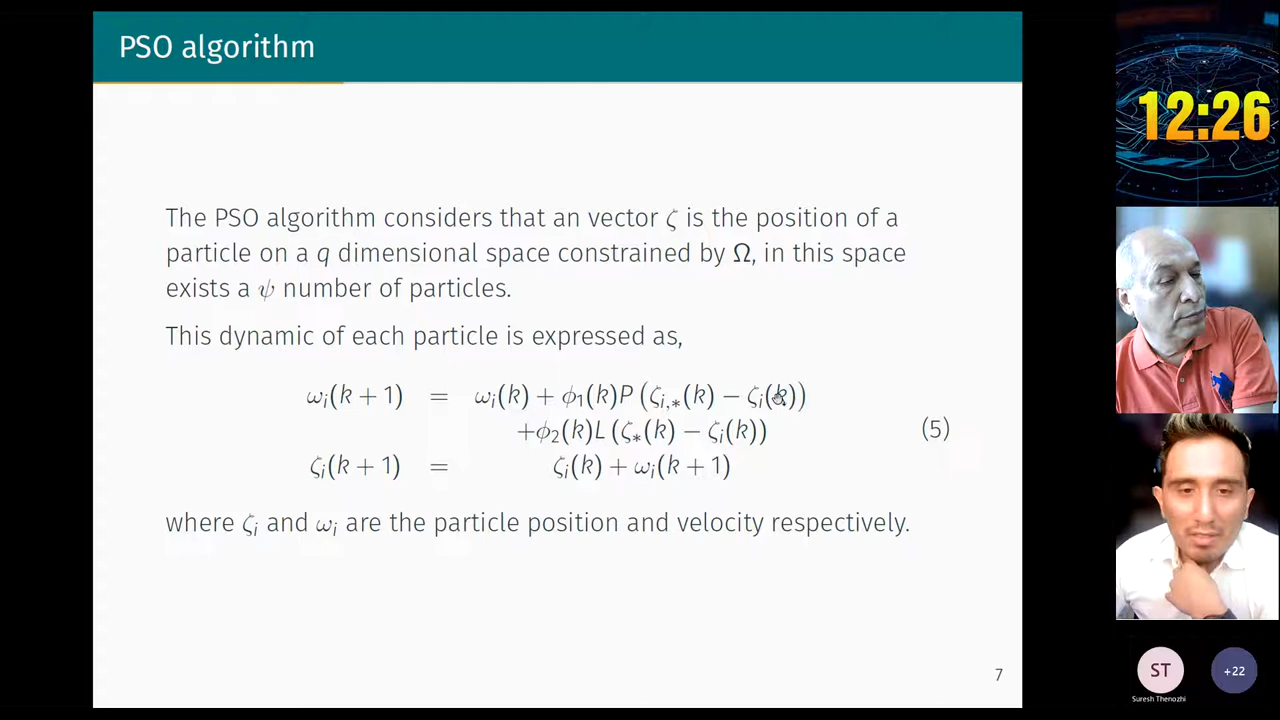 PSO algorithm
The PSO algorithm considers that an vector ζ is the position of a
particle on a q dimensional space constrained by Ω, in this space
exists a ψ number of particles.
This dynamic of each particle is expressed as,
ωᵢ(k + 1) = ωᵢ(k) + ϕ₁(k)P (ζᵢ,∗(k) − ζᵢ(k))
+ϕ₂(k)L (ζ∗(k) − ζᵢ(k)) (5)
ζᵢ(k + 1) = ζᵢ(k) + ωᵢ(k + 1)
where ζᵢ and ωᵢ are the particle position and velocity respectively.
7
12:26
ST
+22
Suresh Thenozhi